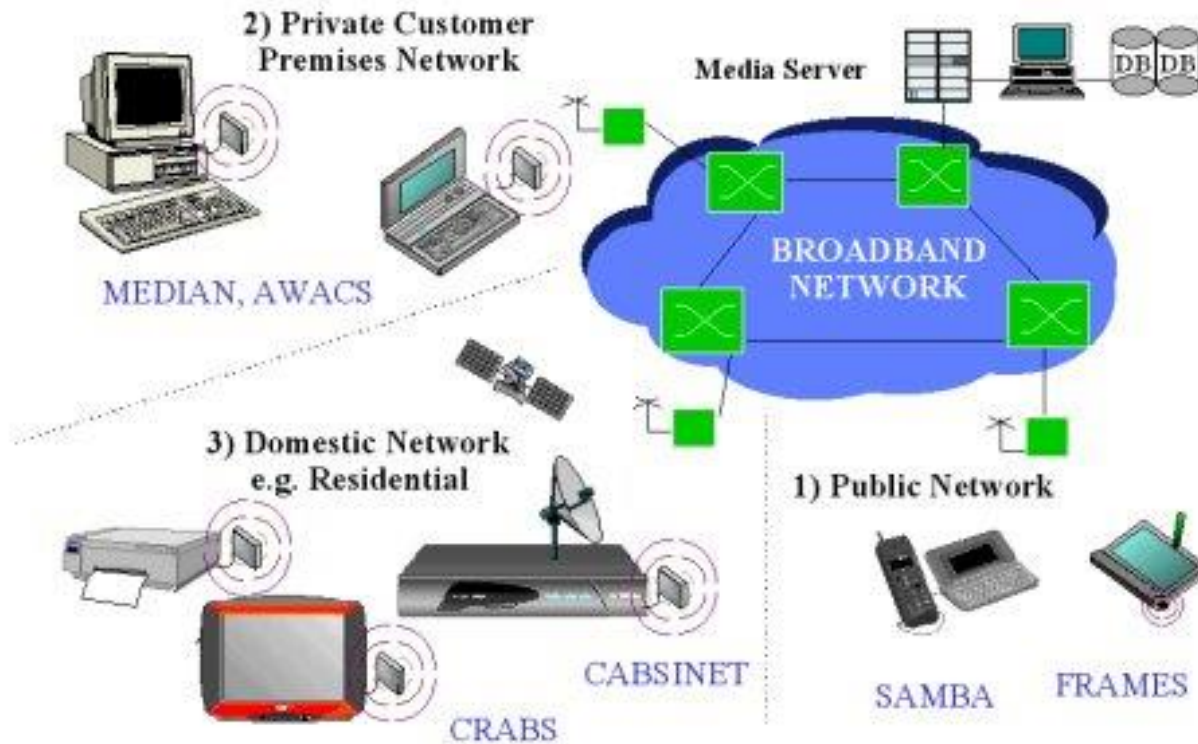 2) Private Customer
Premises Network
Media Server
DB DB
BROADBAND
NETWORK
MEDIAN, AWACS
3) Domestic Network
e.g. Residential
1) Public Network
CABSINET
CRABS
SAMBA
FRAMES